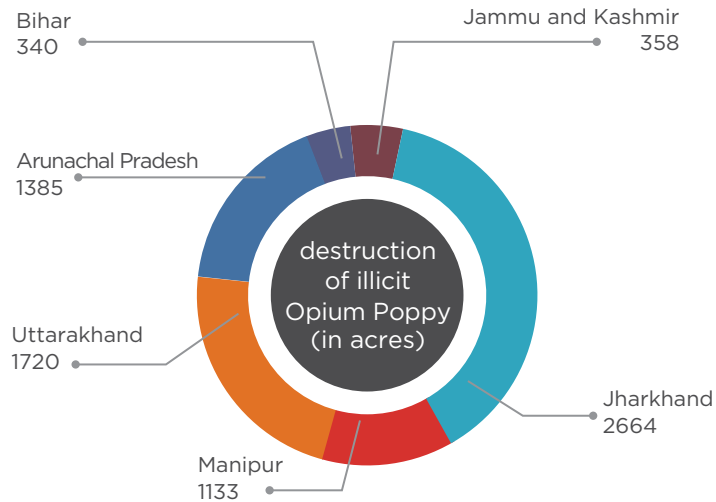 Bihar
340
Jammu and Kashmir
358
Arunachal Pradesh
1385
destruction
of illicit
Opium Poppy
(in acres)
Uttarakhand
1720
Jharkhand
2664
Manipur
1133